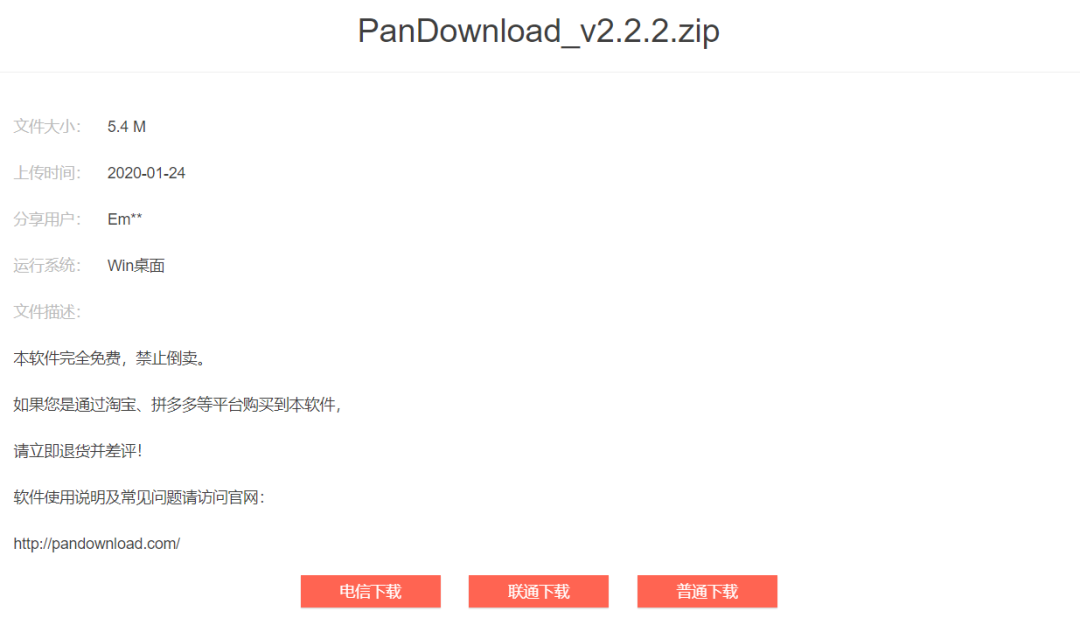 PanDownload_v2.2.2.zip
文件大小： 5.4 M
上传时间： 2020-01-24
分享用户： Em**
运行系统： Win桌面
文件描述：
本软件完全免费，禁止倒卖。
如果您是通过淘宝、拼多多等平台购买到本软件，
请立即退货并差评！
软件使用说明及常见问题请访问官网：
http://pandownload.com/
电信下载 联通下载 普通下载